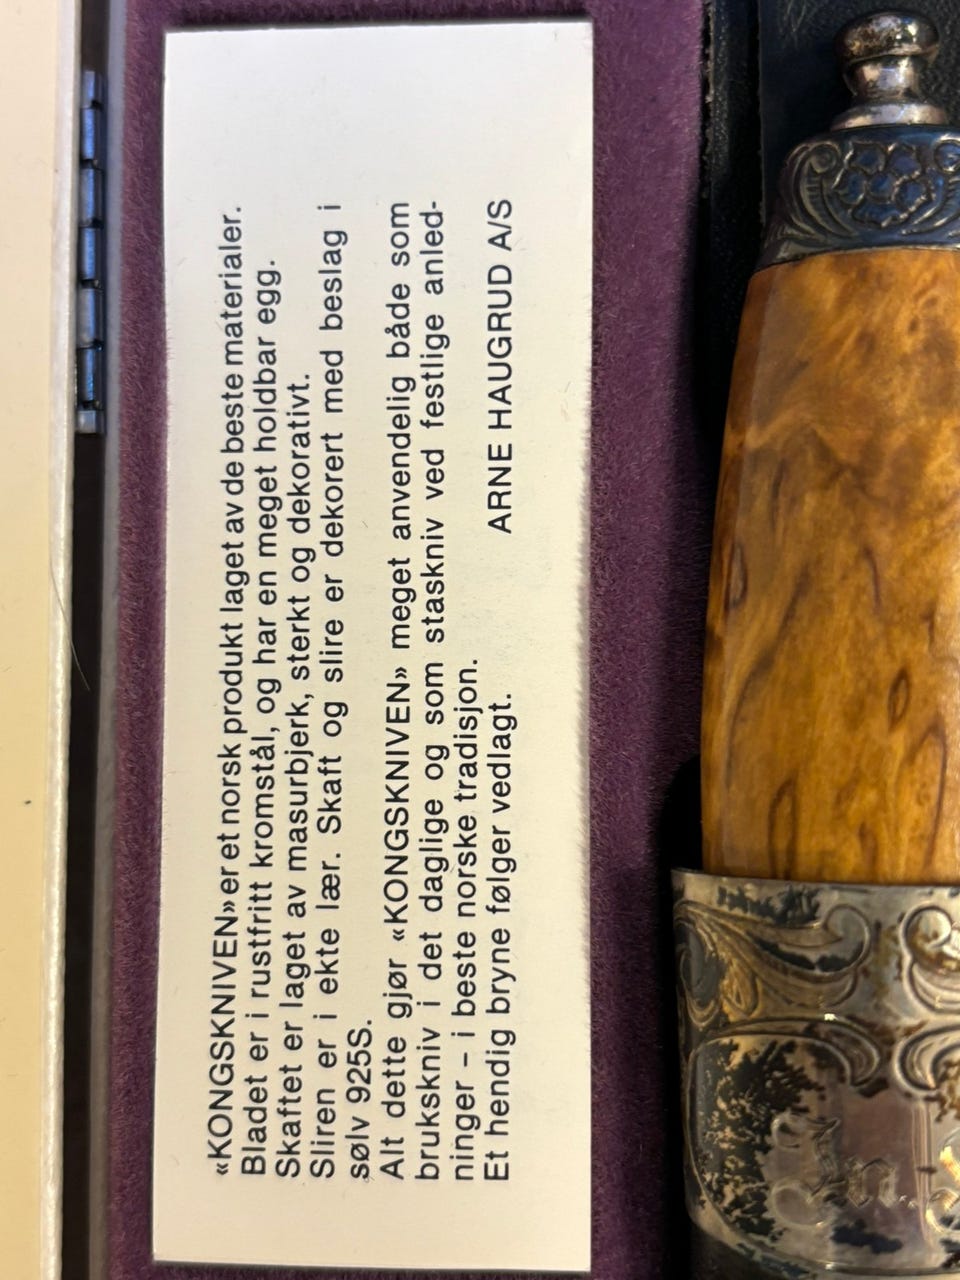 «KONGSKNIVEN» er et norsk produkt laget av de beste materialer.
Bladet er i rustfritt kromstål, og har en meget holdbar egg.
Skaftet er laget av masurbjerk, sterkt og dekorativt.
Sliren er i ekte lær. Skaft og slire er dekorert med beslag i
sølv 925S.
Alt dette gjør «KONGSKNIVEN» meget anvendelig både som
brukskniv i det daglige og som staskniv ved festlige anled-
ninger – i beste norske tradisjon.
Et hendig bryne følger vedlagt.
ARNE HAUGRUD A/S